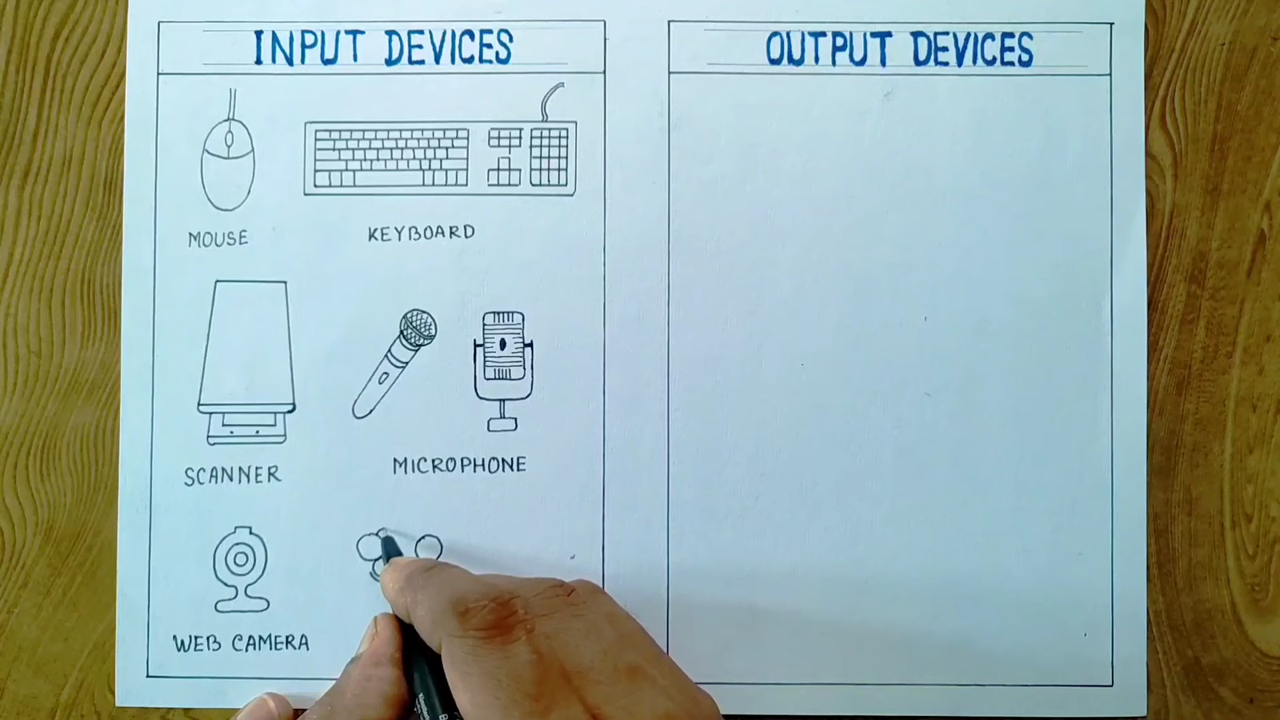 INPUT DEVICES
OUTPUT DEVICES
MOUSE
KEYBOARD
SCANNER
MICROPHONE
WEB CAMERA